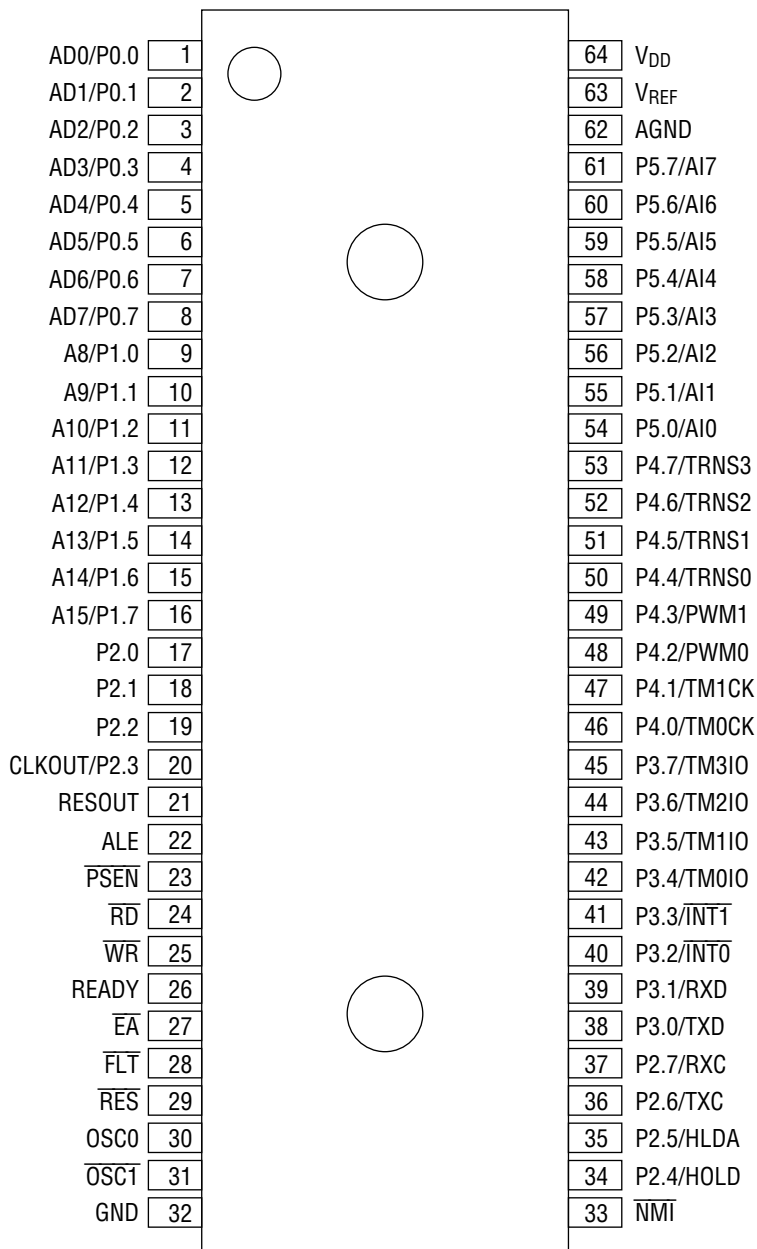 AD0/P0.0 1 64 VDD
AD1/P0.1 2 63 VREF
AD2/P0.2 3 62 AGND
AD3/P0.3 4 61 P5.7/AI7
AD4/P0.4 5 60 P5.6/AI6
AD5/P0.5 6 59 P5.5/AI5
AD6/P0.6 7 58 P5.4/AI4
AD7/P0.7 8 57 P5.3/AI3
A8/P1.0 9 56 P5.2/AI2
A9/P1.1 10 55 P5.1/AI1
A10/P1.2 11 54 P5.0/AI0
A11/P1.3 12 53 P4.7/TRNS3
A12/P1.4 13 52 P4.6/TRNS2
A13/P1.5 14 51 P4.5/TRNS1
A14/P1.6 15 50 P4.4/TRNS0
A15/P1.7 16 49 P4.3/PWM1
P2.0 17 48 P4.2/PWM0
P2.1 18 47 P4.1/TM1CK
P2.2 19 46 P4.0/TM0CK
CLKOUT/P2.3 20 45 P3.7/TM3IO
RESOUT 21 44 P3.6/TM2IO
ALE 22 43 P3.5/TM1IO
P̅S̅E̅N̅ 23 42 P3.4/TM0IO
R̅D̅ 24 41 P3.3/I̅N̅T̅1̅
W̅R̅ 25 40 P3.2/I̅N̅T̅0̅
READY 26 39 P3.1/RXD
E̅A̅ 27 38 P3.0/TXD
F̅L̅T̅ 28 37 P2.7/RXC
R̅E̅S̅ 29 36 P2.6/TXC
OSC0 30 35 P2.5/HLDA
O̅S̅C̅1̅ 31 34 P2.4/HOLD
GND 32 33 N̅M̅I̅